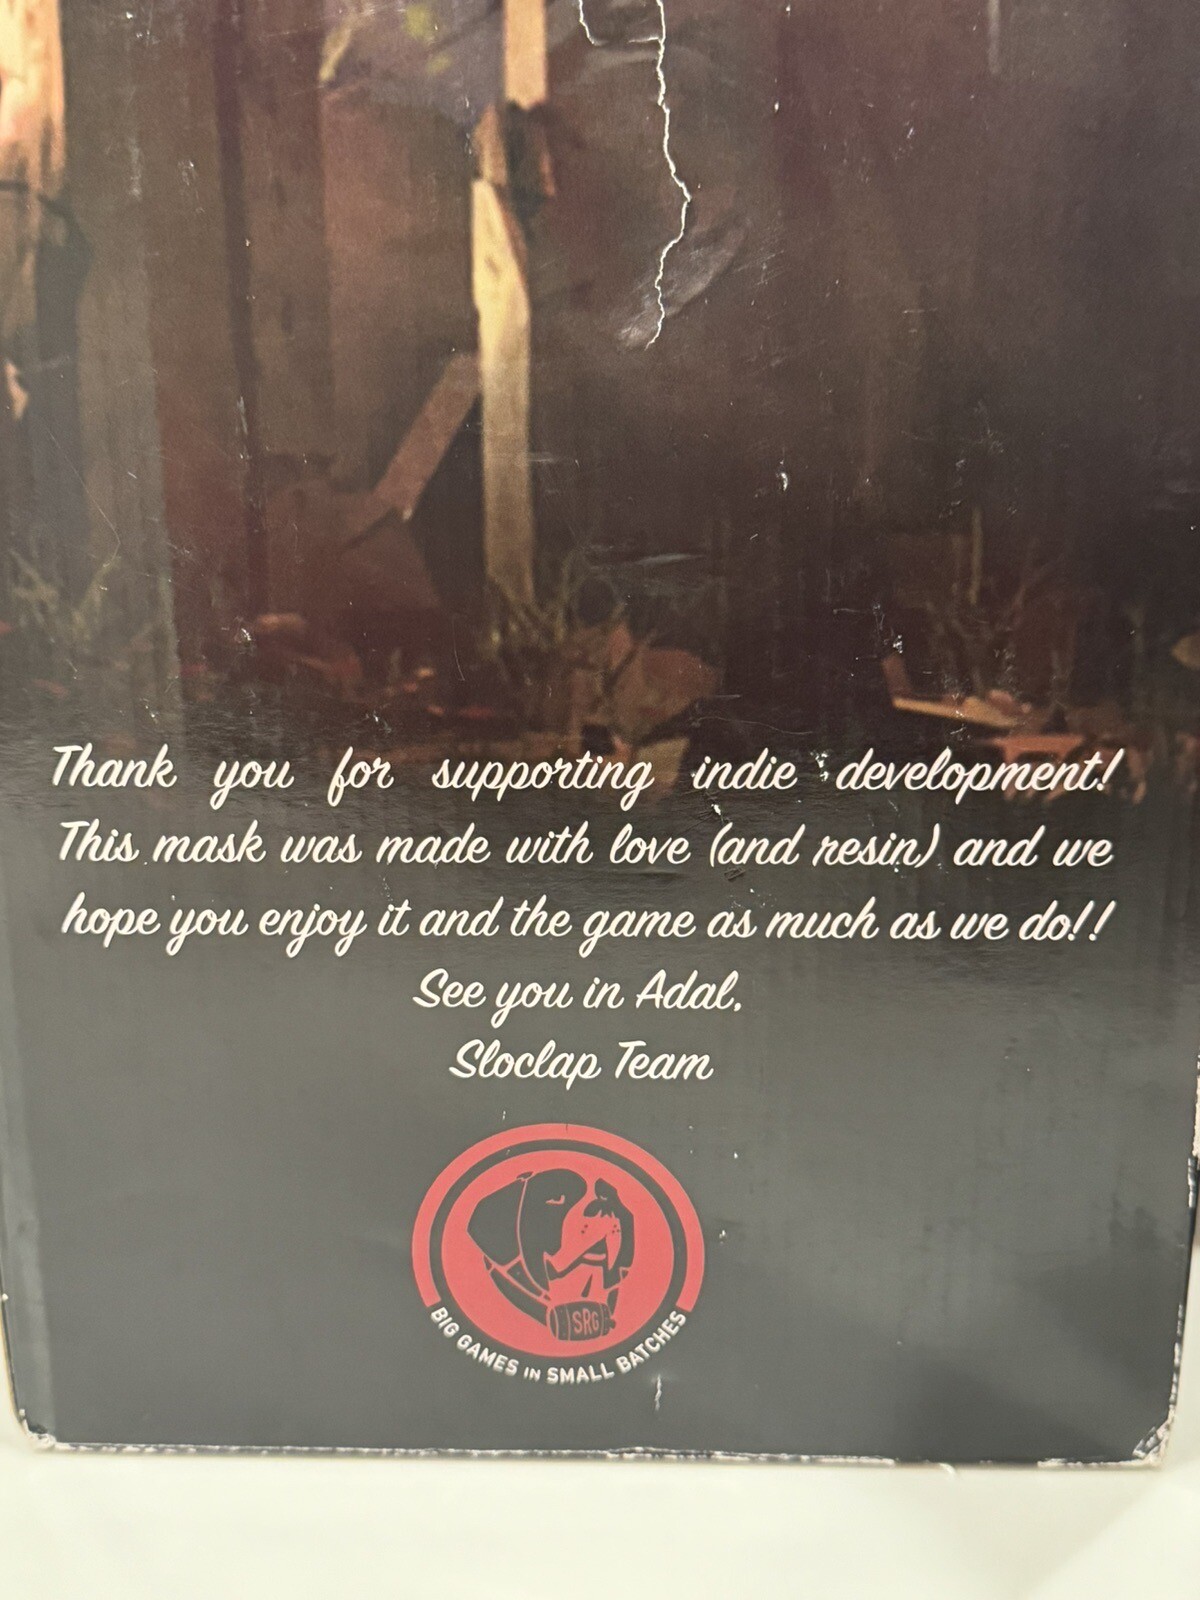 Thank you for supporting indie development!
This mask was made with love (and resin) and we
hope you enjoy it and the game as much as we do!!
See you in Adal.
Sloclap Team
SRG
BIG GAMES IN SMALL BATCHES